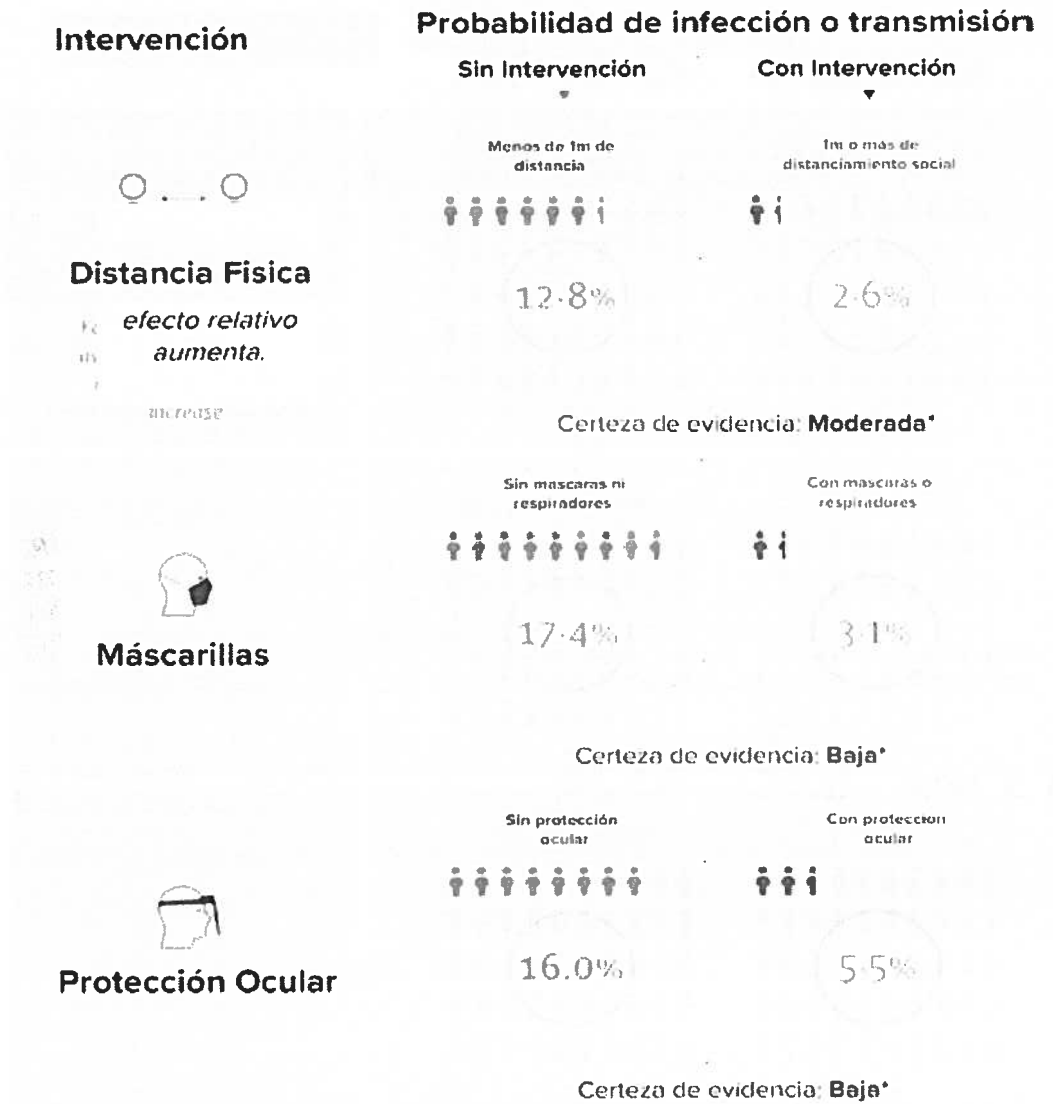 Intervención
Probabilidad de infección o transmisión
Sin Intervención
Con Intervención
Menos de 1m de
distancia
1m o más de
distanciamiento social
Distancia Fisica
efecto relativo
aumenta.
increase
12·8%
2·6%
Certeza de evidencia: Moderada*
Sin mascaras ni
respiradores
Con mascaras o
respiradores
Máscarillas
17·4%
3·1%
Certeza de evidencia: Baja*
Sin protección
ocular
Con proteccion
ocular
Protección Ocular
16.0%
5·5%
Certeza de evidencia: Baja*